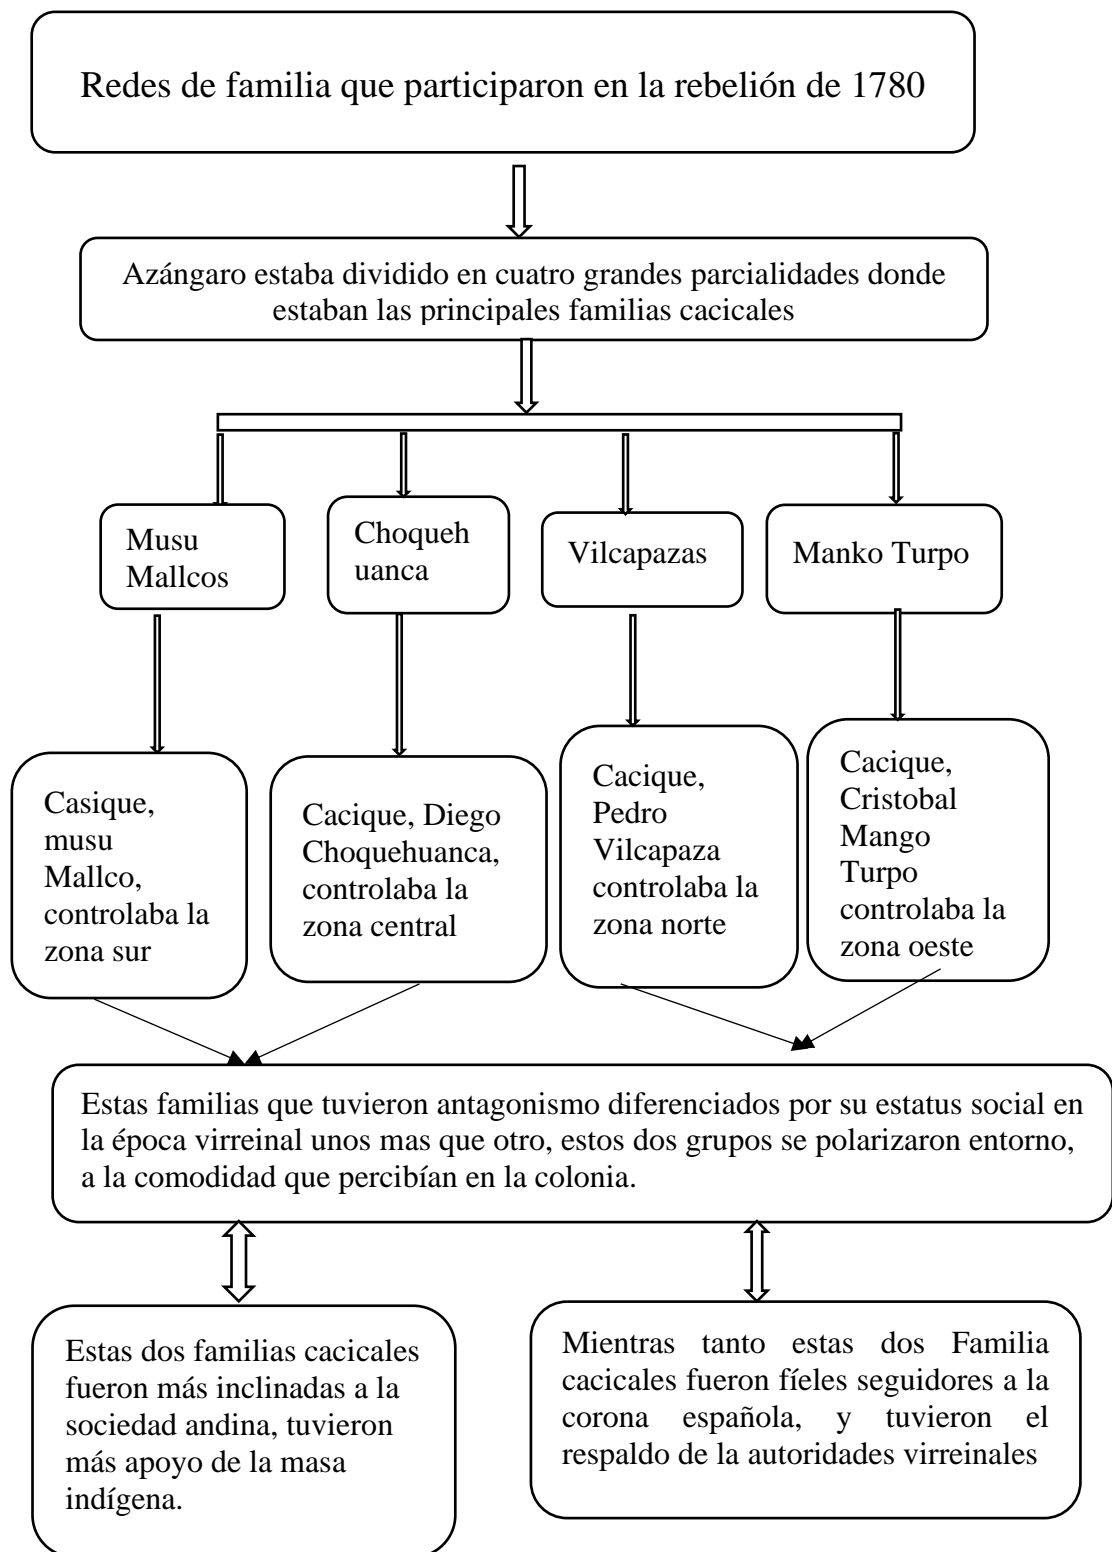 Redes de familia que participaron en la rebelión de 1780
Azángaro estaba dividido en cuatro grandes parcialidades donde
estaban las principales familias cacicales
Musu
Mallcos
Choqueh
uanca
Vilcapazas
Manko Turpo
Casique,
musu
Mallco,
controlaba la
zona sur
Cacique, Diego
Choquehuanca,
controlaba la
zona central
Cacique,
Pedro
Vilcapaza
controlaba la
zona norte
Cacique,
Cristobal
Mango
Turpo
controlaba la
zona oeste
Estas familias que tuvieron antagonismo diferenciados por su estatus social en
la época virreinal unos mas que otro, estos dos grupos se polarizaron entorno,
a la comodidad que percibían en la colonia.
Estas dos familias cacicales
fueron más inclinadas a la
sociedad andina, tuvieron
más apoyo de la masa
indígena.
Mientras tanto estas dos Familia
cacicales fueron fíeles seguidores a la
corona española, y tuvieron el
respaldo de la autoridades virreinales